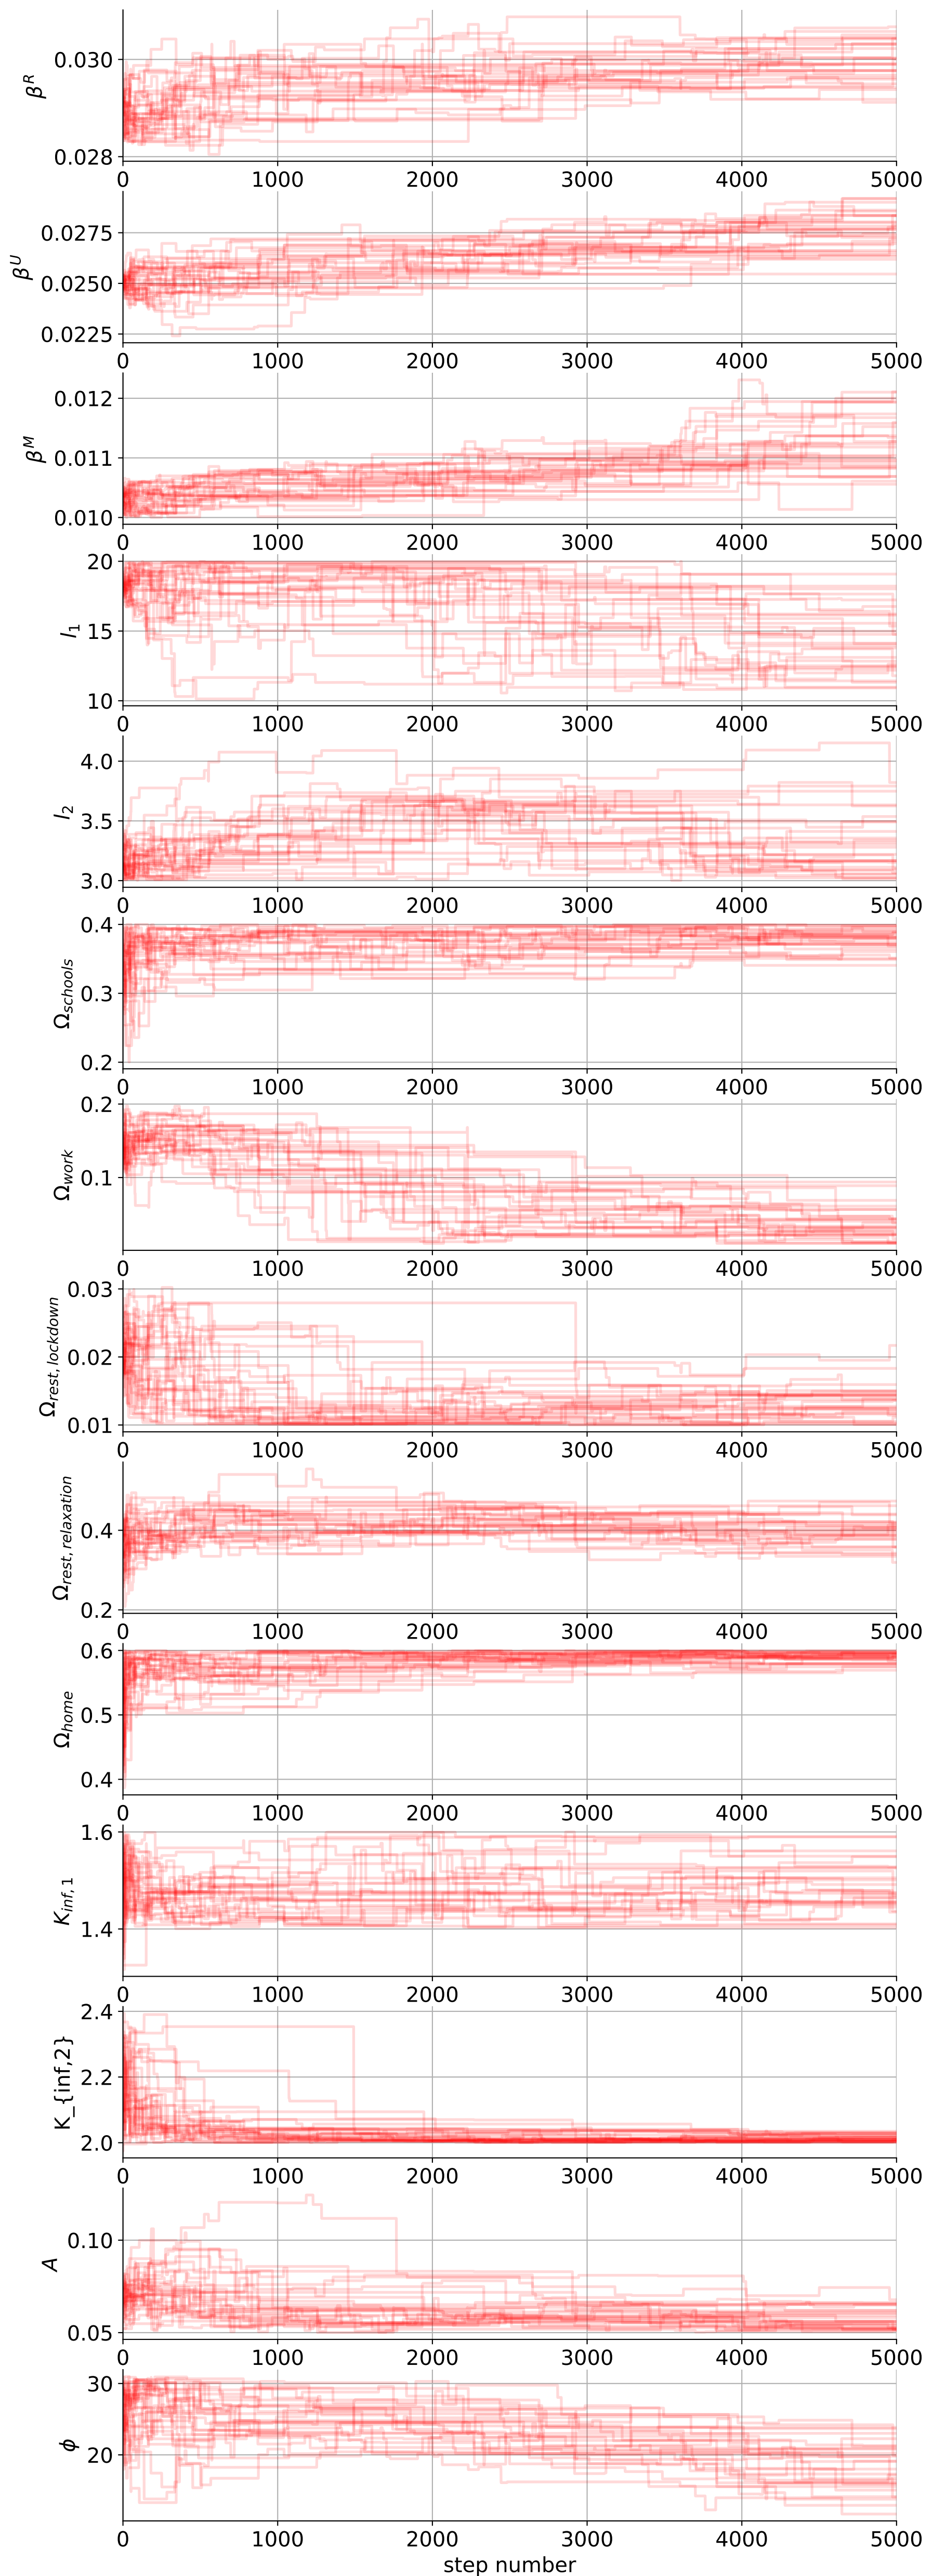 0.030
β^R
0.028
0 1000 2000 3000 4000 5000
0.0275
β^U
0.0250
0.0225
0 1000 2000 3000 4000 5000
0.012
β^M
0.011
0.010
0 1000 2000 3000 4000 5000
20
l_1
15
10
0 1000 2000 3000 4000 5000
4.0
l_2
3.5
3.0
0 1000 2000 3000 4000 5000
0.4
Ω_schools
0.3
0.2
0 1000 2000 3000 4000 5000
0.2
Ω_work
0.1
0 1000 2000 3000 4000 5000
0.03
Ω_rest, lockdown
0.02
0.01
0 1000 2000 3000 4000 5000
Ω_rest, relaxation
0.4
0.2
0 1000 2000 3000 4000 5000
0.6
Ω_home
0.5
0.4
0 1000 2000 3000 4000 5000
1.6
K_inf, 1
1.4
0 1000 2000 3000 4000 5000
2.4
K_{inf,2}
2.2
2.0
0 1000 2000 3000 4000 5000
0.10
A
0.05
0 1000 2000 3000 4000 5000
30
ϕ
20
0 1000 2000 3000 4000 5000
step number